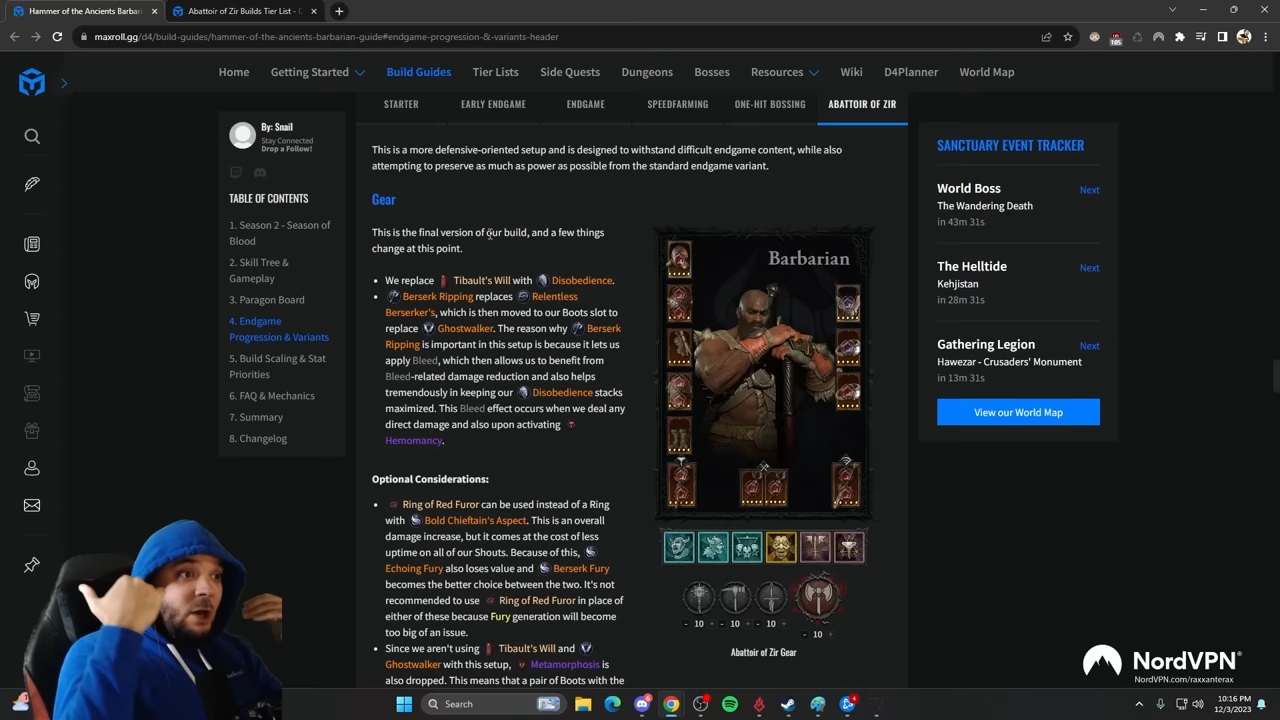 Hammer of the Ancients Barbar
Abattoir of Zir Builds Tier List -
maxroll.gg/d4/build-guides/hammer-of-the-ancients-barbarian-guide#endgame-progression-&-variants-header
105
Home
Getting Started
Build Guides
Tier Lists
Side Quests
Dungeons
Bosses
Resources
Wiki
D4Planner
World Map
STARTER
EARLY ENDGAME
ENDGAME
SPEEDFARMING
ONE-HIT BOSSING
ABATTOIR OF ZIR
By: Snail
Stay Connected
Drop a Follow!
TABLE OF CONTENTS
1. Season 2 - Season of
Blood
2. Skill Tree &
Gameplay
3. Paragon Board
4. Endgame
Progression & Variants
5. Build Scaling & Stat
Priorities
6. FAQ & Mechanics
7. Summary
8. Changelog
This is a more defensive-oriented setup and is designed to withstand difficult endgame content, while also
attempting to preserve as much as power as possible from the standard endgame variant.
Gear
This is the final version of our build, and a few things
change at this point.
We replace Tibault's Will with Disobedience.
Berserk Ripping replaces Relentless
Berserker's, which is then moved to our Boots slot to
replace Ghostwalker. The reason why Berserk
Ripping is important in this setup is because it lets us
apply Bleed, which then allows us to benefit from
Bleed-related damage reduction and also helps
tremendously in keeping our Disobedience stacks
maximized. This Bleed effect occurs when we deal any
direct damage and also upon activating
Hemomancy.
Optional Considerations:
Ring of Red Furor can be used instead of a Ring
with Bold Chieftain's Aspect. This is an overall
damage increase, but it comes at the cost of less
uptime on all of our Shouts. Because of this,
Echoing Fury also loses value and Berserk Fury
becomes the better choice between the two. It's not
recommended to use Ring of Red Furor in place of
either of these because Fury generation will become
too big of an issue.
Since we aren't using Tibault's Will and
Ghostwalker with this setup, Metamorphosis is
also dropped. This means that a pair of Boots with the
Barbarian
- 10 +
- 10 +
- 10 +
- 10 +
Abattoir of Zir Gear
SANCTUARY EVENT TRACKER
World Boss
Next
The Wandering Death
in 43m 31s
The Helltide
Next
Kehjistan
in 28m 31s
Gathering Legion
Next
Hawezar - Crusaders' Monument
in 13m 31s
View our World Map
NordVPN®
NordVPN.com/raxxanterax
Search
6
4
10:16 PM
12/3/2023